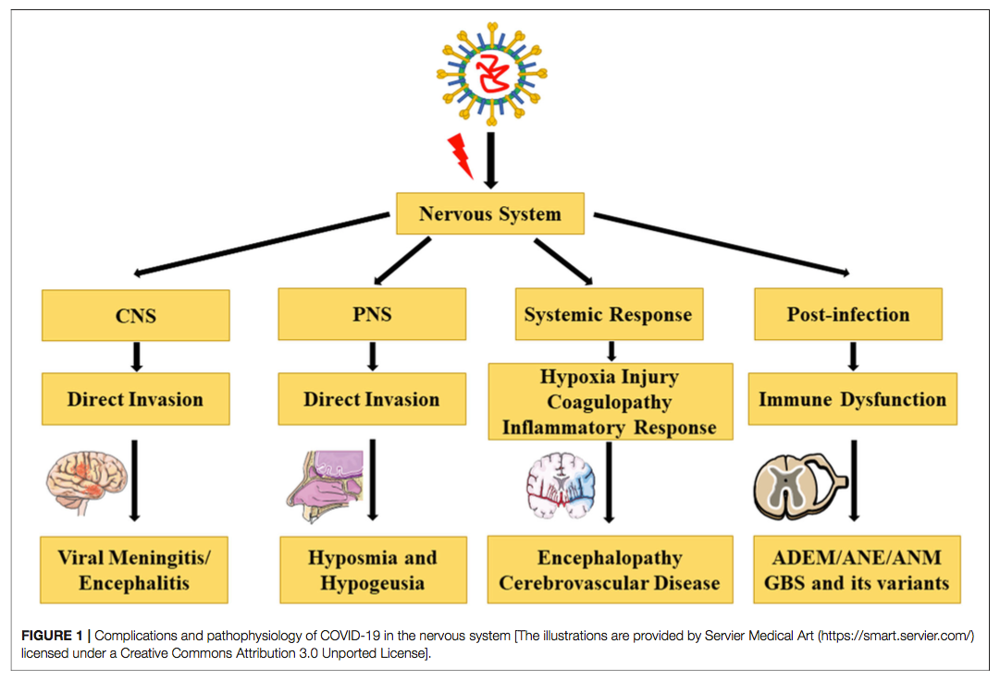 Nervous System
CNS
PNS
Systemic Response
Post-infection
Direct Invasion
Direct Invasion
Hypoxia Injury
Coagulopathy
Inflammatory Response
Immune Dysfunction
Viral Meningitis/
Encephalitis
Hyposmia and
Hypogeusia
Encephalopathy
Cerebrovascular Disease
ADEM/ANE/ANM
GBS and its variants
FIGURE 1 | Complications and pathophysiology of COVID-19 in the nervous system [The illustrations are provided by Servier Medical Art (https://smart.servier.com/)
licensed under a Creative Commons Attribution 3.0 Unported License].